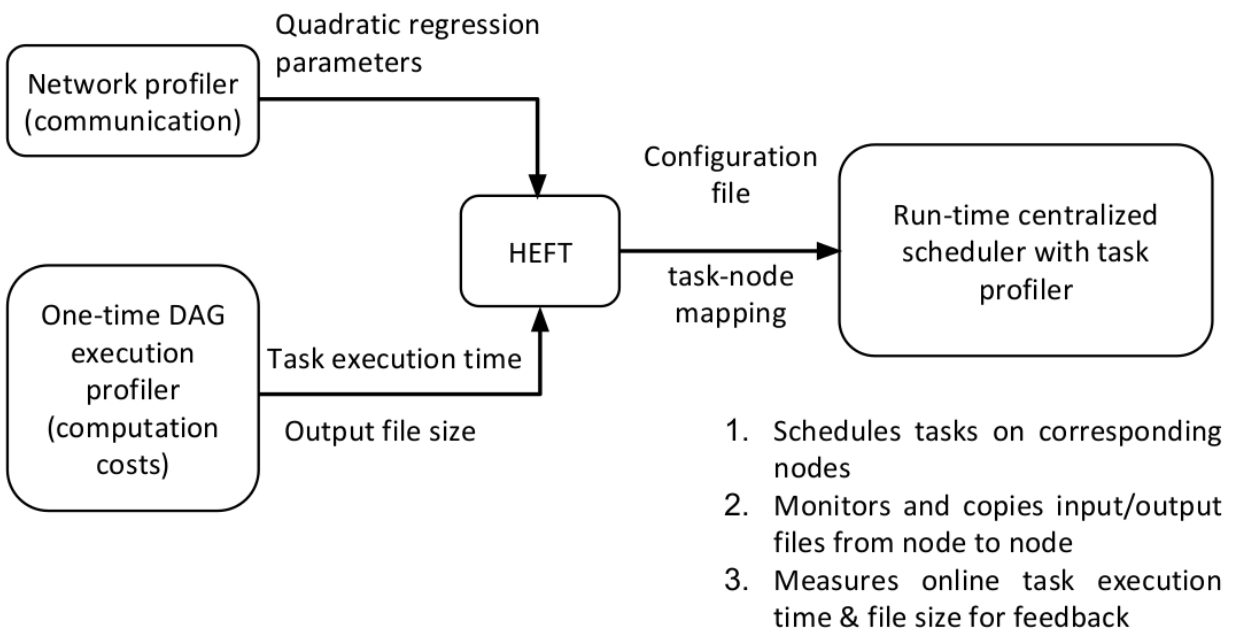 Quadratic regression
parameters
Network profiler
(communication)
Configuration
file
Run-time centralized
scheduler with task
profiler
HEFT
task-node
mapping
One-time DAG
execution
profiler
(computation
costs)
Task execution time
Output file size
1. Schedules tasks on corresponding
nodes
2. Monitors and copies input/output
files from node to node
3. Measures online task execution
time & file size for feedback